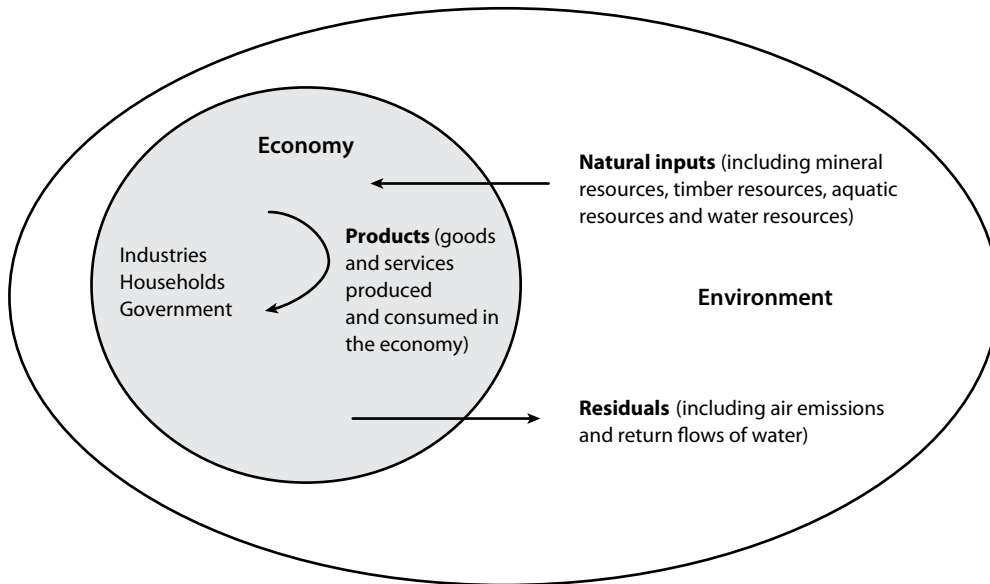 Economy
Natural inputs (including mineral
resources, timber resources, aquatic
resources and water resources)
Industries
Households
Government
Products (goods
and services
produced
and consumed in
the economy)
Environment
Residuals (including air emissions
and return flows of water)